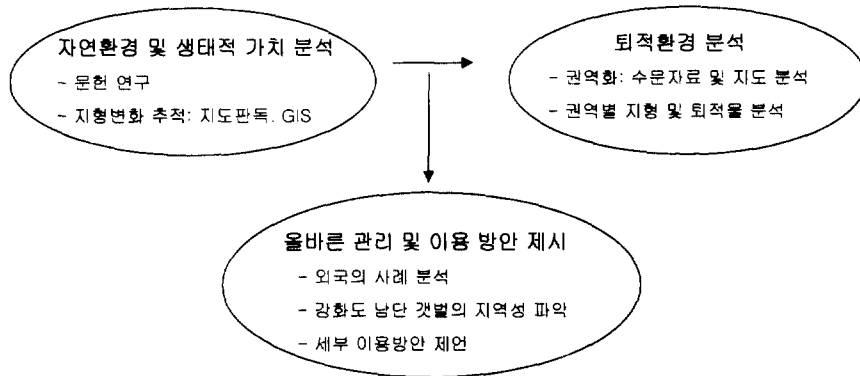 자연환경 및 생태적 가치 분석
- 문헌 연구
- 지형변화 추적: 지도판독. GIS
퇴적환경 분석
- 권역화: 수문자료 및 지도 분석
- 권역별 지형 및 퇴적물 분석
올바른 관리 및 이용 방안 제시
- 외국의 사례 분석
- 강화도 남단 갯벌의 지역성 파악
- 세부 이용방안 제언